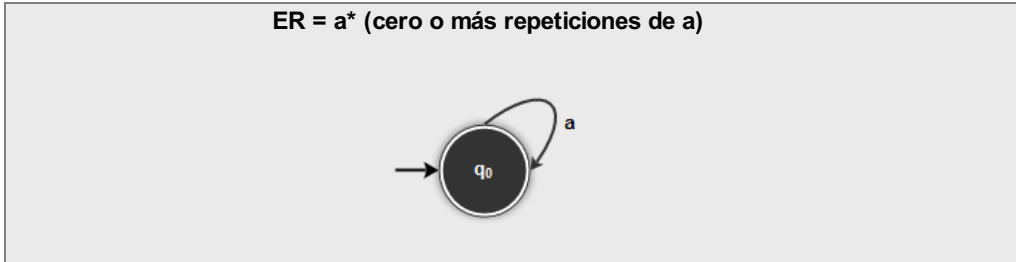 ER = a* (cero o más repeticiones de a)
a
q₀